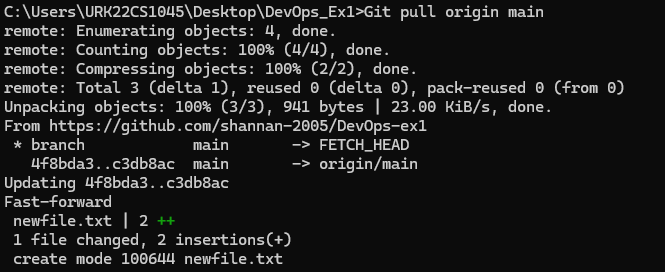 C:\Users\URK22CS1045\Desktop\DevOps_Ex1>Git pull origin main
remote: Enumerating objects: 4, done.
remote: Counting objects: 100% (4/4), done.
remote: Compressing objects: 100% (2/2), done.
remote: Total 3 (delta 1), reused 0 (delta 0), pack-reused 0 (from 0)
Unpacking objects: 100% (3/3), 941 bytes | 23.00 KiB/s, done.
From https://github.com/shannan-2005/DevOps-ex1
 * branch            main       -> FETCH_HEAD
   4f8bda3..c3db8ac  main       -> origin/main
Updating 4f8bda3..c3db8ac
Fast-forward
 newfile.txt | 2 ++
 1 file changed, 2 insertions(+)
 create mode 100644 newfile.txt